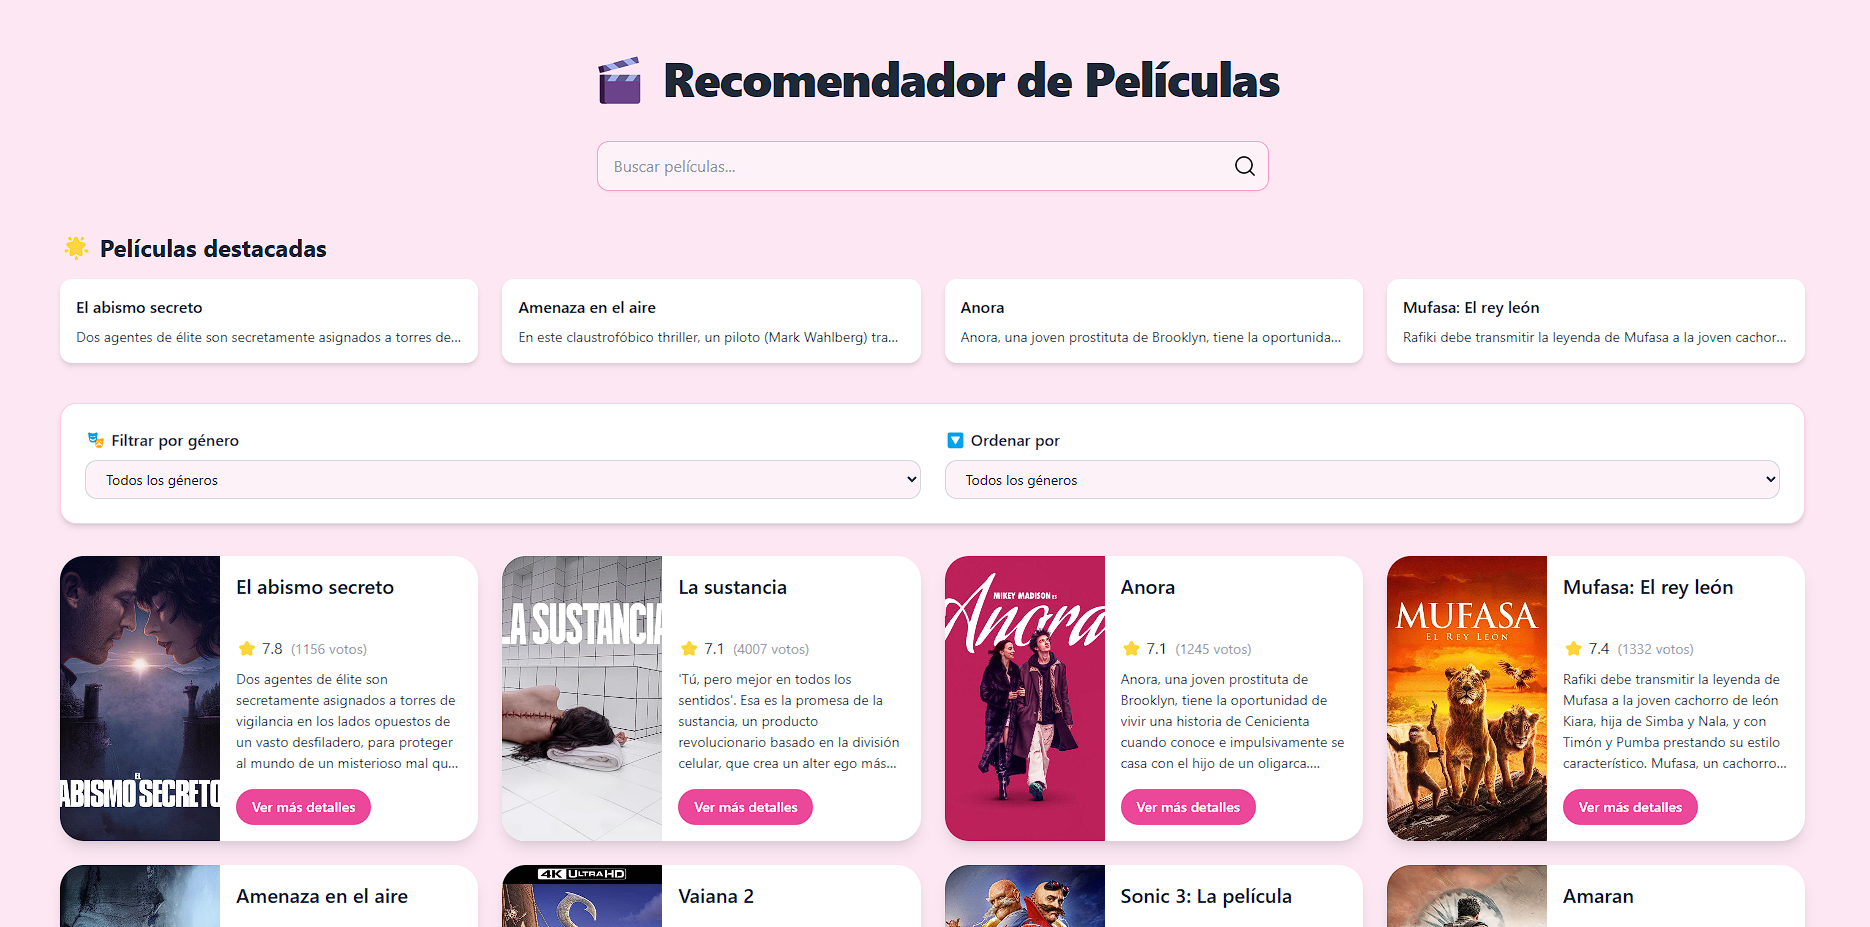 Recomendador de Películas
Buscar películas...
Películas destacadas
El abismo secreto
Dos agentes de élite son secretamente asignados a torres de...
Amenaza en el aire
En este claustrofóbico thriller, un piloto (Mark Wahlberg) tra...
Anora
Anora, una joven prostituta de Brooklyn, tiene la oportunida...
Mufasa: El rey león
Rafiki debe transmitir la leyenda de Mufasa a la joven cachor...
Filtrar por género
Todos los géneros
Ordenar por
Todos los géneros
EL
ABISMO SECRETO
El abismo secreto
7.8 (1156 votos)
Dos agentes de élite son
secretamente asignados a torres de
vigilancia en los lados opuestos de
un vasto desfiladero, para proteger
al mundo de un misterioso mal qu...
Ver más detalles
LA SUSTANCIA
La sustancia
7.1 (4007 votos)
'Tú, pero mejor en todos los
sentidos'. Esa es la promesa de la
sustancia, un producto
revolucionario basado en la división
celular, que crea un alter ego más...
Ver más detalles
MIKEY MADISON ES
Anora
Anora
7.1 (1245 votos)
Anora, una joven prostituta de
Brooklyn, tiene la oportunidad de
vivir una historia de Cenicienta
cuando conoce e impulsivamente se
casa con el hijo de un oligarca....
Ver más detalles
MUFASA
EL REY LEÓN
Mufasa: El rey león
7.4 (1332 votos)
Rafiki debe transmitir la leyenda de
Mufasa a la joven cachorro de león
Kiara, hija de Simba y Nala, y con
Timón y Pumba prestando su estilo
característico. Mufasa, un cachorro...
Ver más detalles
Amenaza en el aire
4K ULTRA HD
Vaiana 2
Sonic 3: La película
Amaran